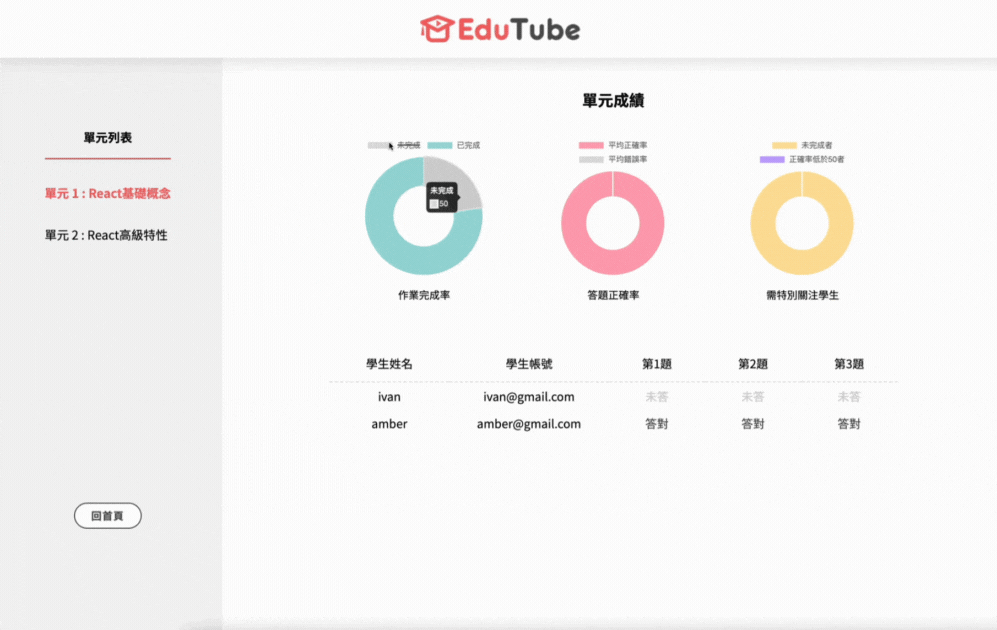 EduTube
單元列表
單元 1 : React基礎概念
單元 2 : React高級特性
回首頁
單元成績
未完成 已完成
未完成
50
作業完成率
平均正確率
平均錯誤率
答題正確率
未完成者
正確率低於50者
需特別關注學生
學生姓名 學生帳號 第1題 第2題 第3題
ivan ivan@gmail.com 未答 未答 未答
amber amber@gmail.com 答對 答對 答對